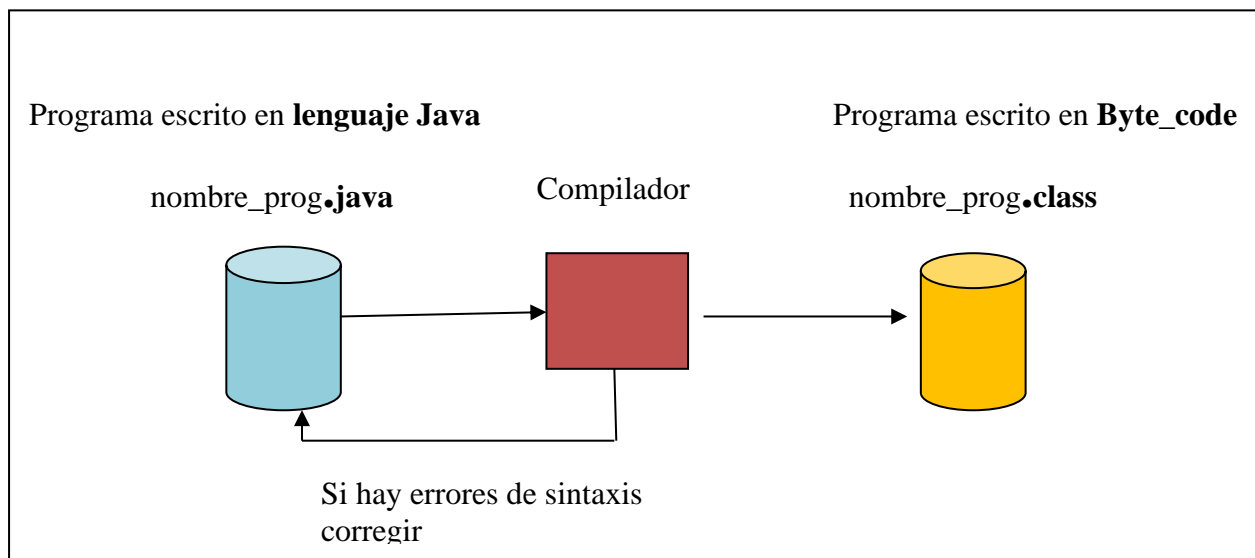 Programa escrito en lenguaje Java
Programa escrito en Byte_code
nombre_prog.java
Compilador
nombre_prog.class
Si hay errores de sintaxis
corregir